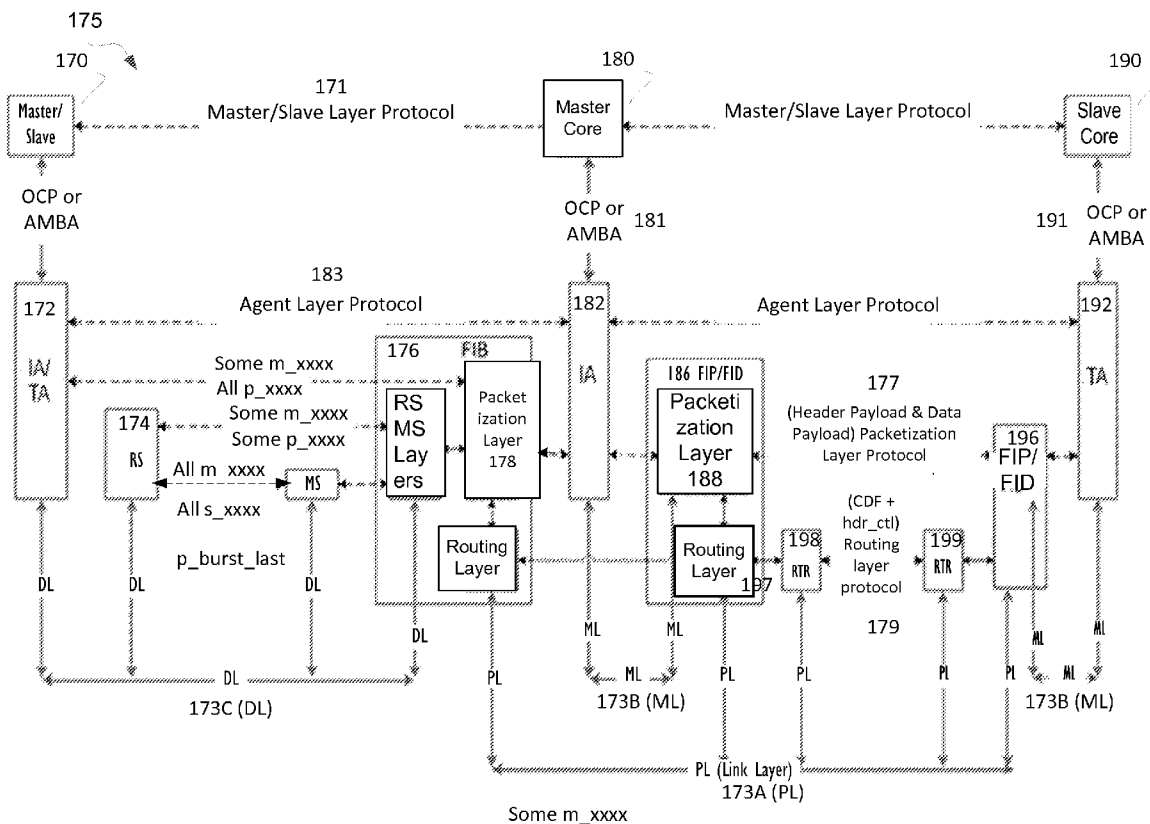 175
170
180
190
171
Master/
Slave
Master/Slave Layer Protocol
Master
Core
Master/Slave Layer Protocol
Slave
Core
OCP or
AMBA
OCP or
AMBA
181
191
OCP or
AMBA
183
172
Agent Layer Protocol
182
Agent Layer Protocol
192
IA/
TA
176
FIB
IA
186 FIP/FID
177
TA
Some m_xxxx
All p_xxxx
Some m_xxxx
Some p_xxxx
RS
MS
Lay
ers
Packet
ization
Layer
178
Packeti
zation
Layer
188
(Header Payload & Data
Payload) Packetization
Layer Protocol
174
RS
196
FIP/
FID
All m_xxxx
MS
All s_xxxx
p_burst_last
(CDF +
hdr_ctl)
Routing
layer
protocol
Routing
Layer
Routing
Layer
197
198
RTR
199
RTR
179
DL
DL
DL
DL
ML
ML
PL
PL
PL
PL
PL
ML
ML
DL
ML
ML
173C (DL)
173B (ML)
173B (ML)
PL (Link Layer)
173A (PL)
Some m_xxxx